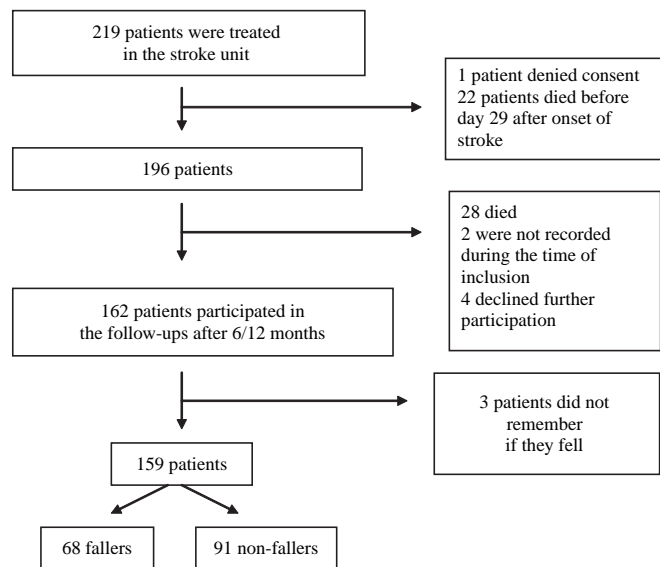 219 patients were treated
in the stroke unit
1 patient denied consent
22 patients died before
day 29 after onset of
stroke
196 patients
28 died
2 were not recorded
during the time of
inclusion
4 declined further
participation
162 patients participated in
the follow-ups after 6/12 months
3 patients did not
remember
if they fell
159 patients
68 fallers
91 non-fallers